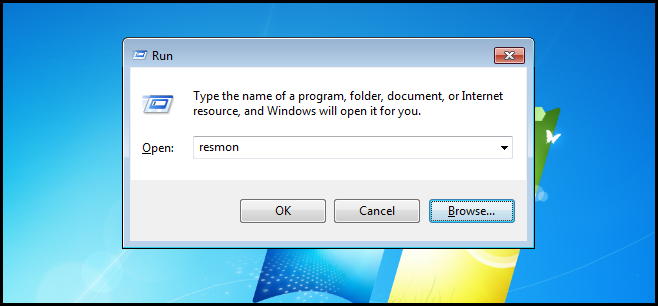 Run
Type the name of a program, folder, document, or Internet
resource, and Windows will open it for you.
Open: resmon
OK Cancel Browse...